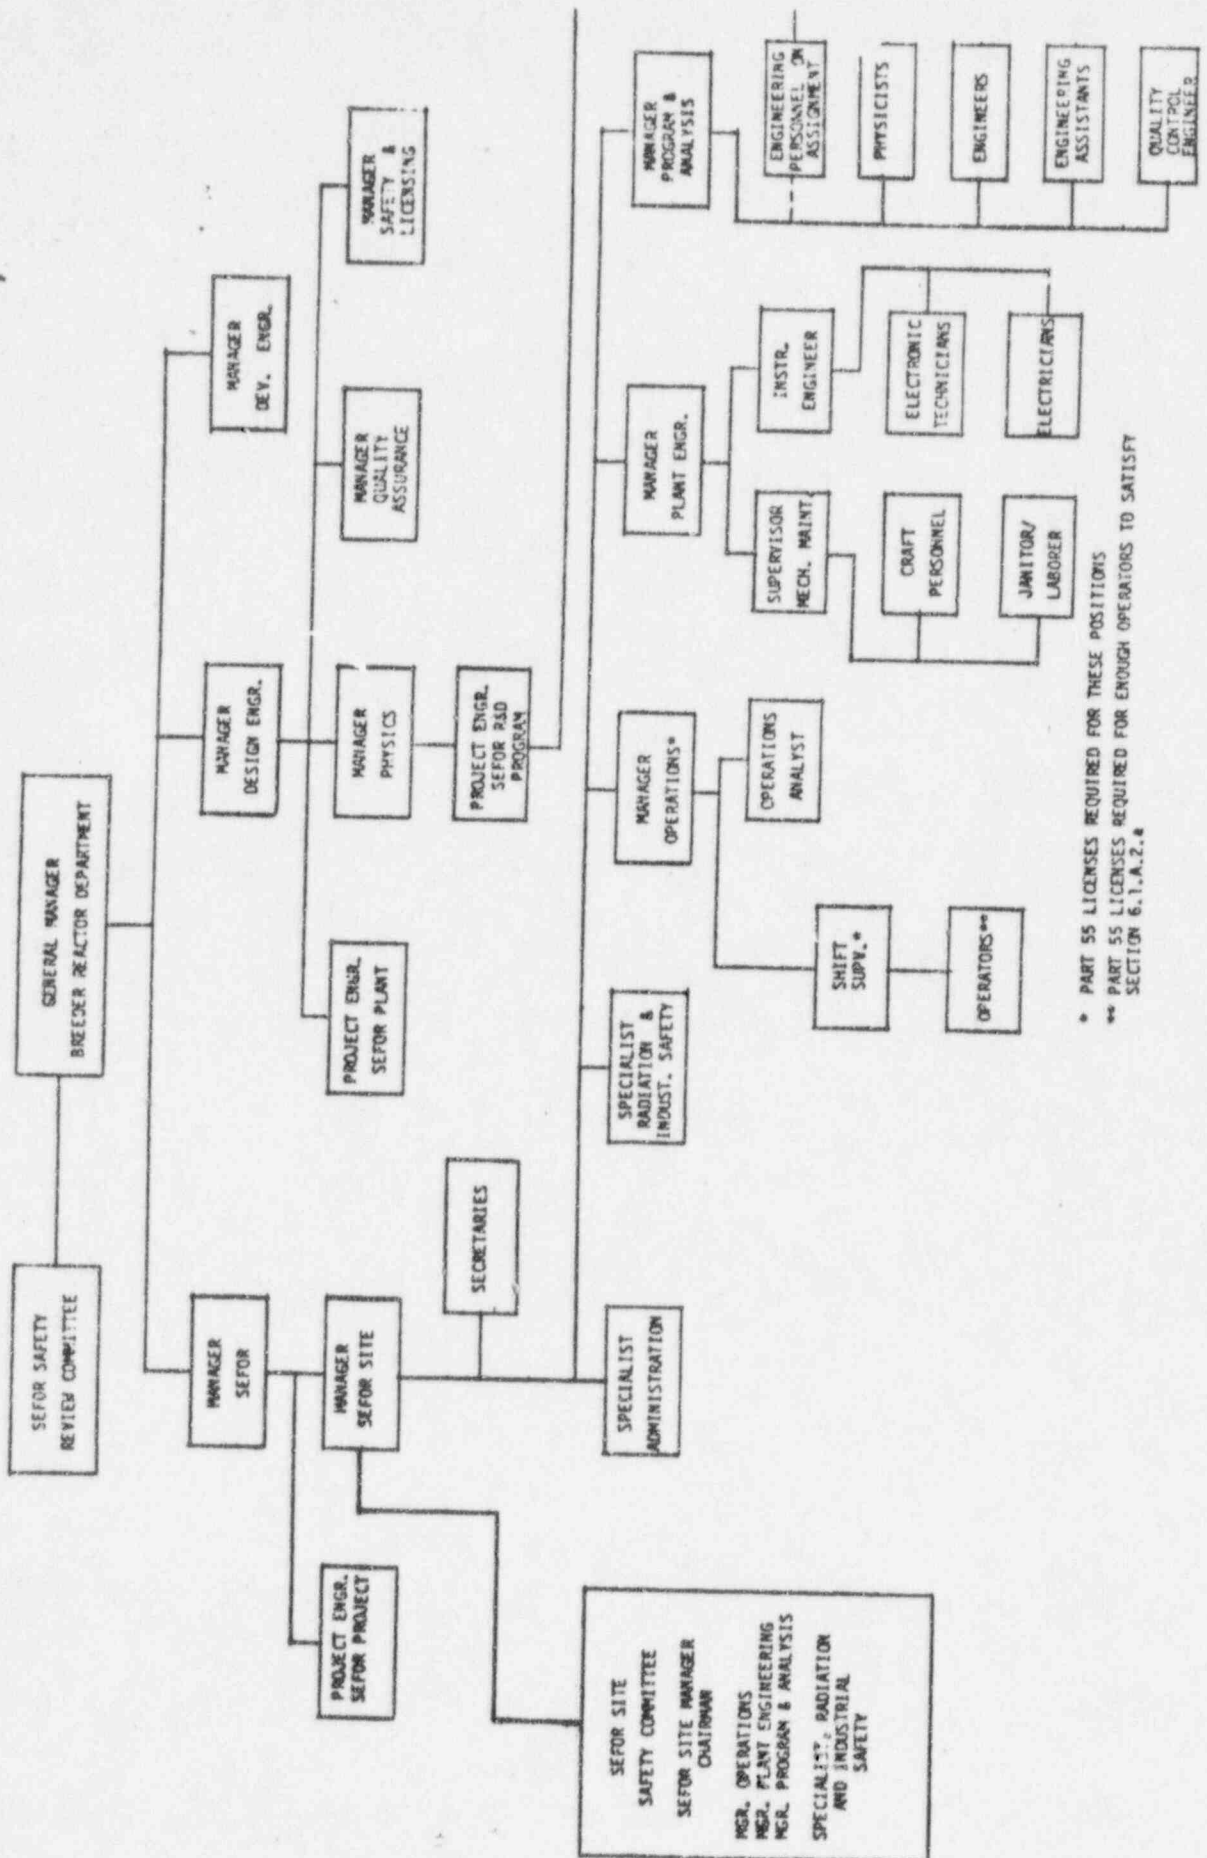 SEFOR SAFETY
REVIEW COMMITTEE
GENERAL MANAGER
BREEDER REACTOR DEPARTMENT
MANAGER
SEFOR
MANAGER
DESIGN ENGR.
MANAGER
DEV. ENGR.
PROJECT ENGR.
SEFOR PROJECT
MANAGER
SEFOR SITE
PROJECT ENGR.
SEFOR PLANT
MANAGER
PHYSICS
MANAGER
QUALITY
ASSURANCE
MANAGER
SAFETY &
LICENSING
SECRETARIES
PROJECT ENGR.
SEFOR R&D
PROGRAM
SEFOR SITE
SAFETY COMMITTEE
SEFOR SITE MANAGER
CHAIRMAN
MGR. OPERATIONS
MGR. PLANT ENGINEERING
MGR. PROGRAM & ANALYSIS
SPECIALIST, RADIATION
AND INDUSTRIAL
SAFETY
SPECIALIST
ADMINISTRATION
SPECIALIST
RADIATION &
INDUST. SAFETY
MANAGER
OPERATIONS*
MANAGER
PLANT ENGR.
MANAGER
PROGRAM &
ANALYSIS
SHIFT
SUPV.*
OPERATORS**
OPERATIONS
ANALYST
SUPERVISOR
MECH. MAINT.
CRAFT
PERSONNEL
JANITOR/
LABORER
INSTR.
ENGINEER
ELECTRONIC
TECHNICIANS
ELECTRICIANS
ENGINEERING
PERSONNEL ON
ASSIGNMENT
PHYSICISTS
ENGINEERS
ENGINEERING
ASSISTANTS
QUALITY
CONTROL
ENGINEER
* PART 55 LICENSES REQUIRED FOR THESE POSITIONS
** PART 55 LICENSES REQUIRED FOR ENOUGH OPERATORS TO SATISFY
SECTION 6.1.A.2.a